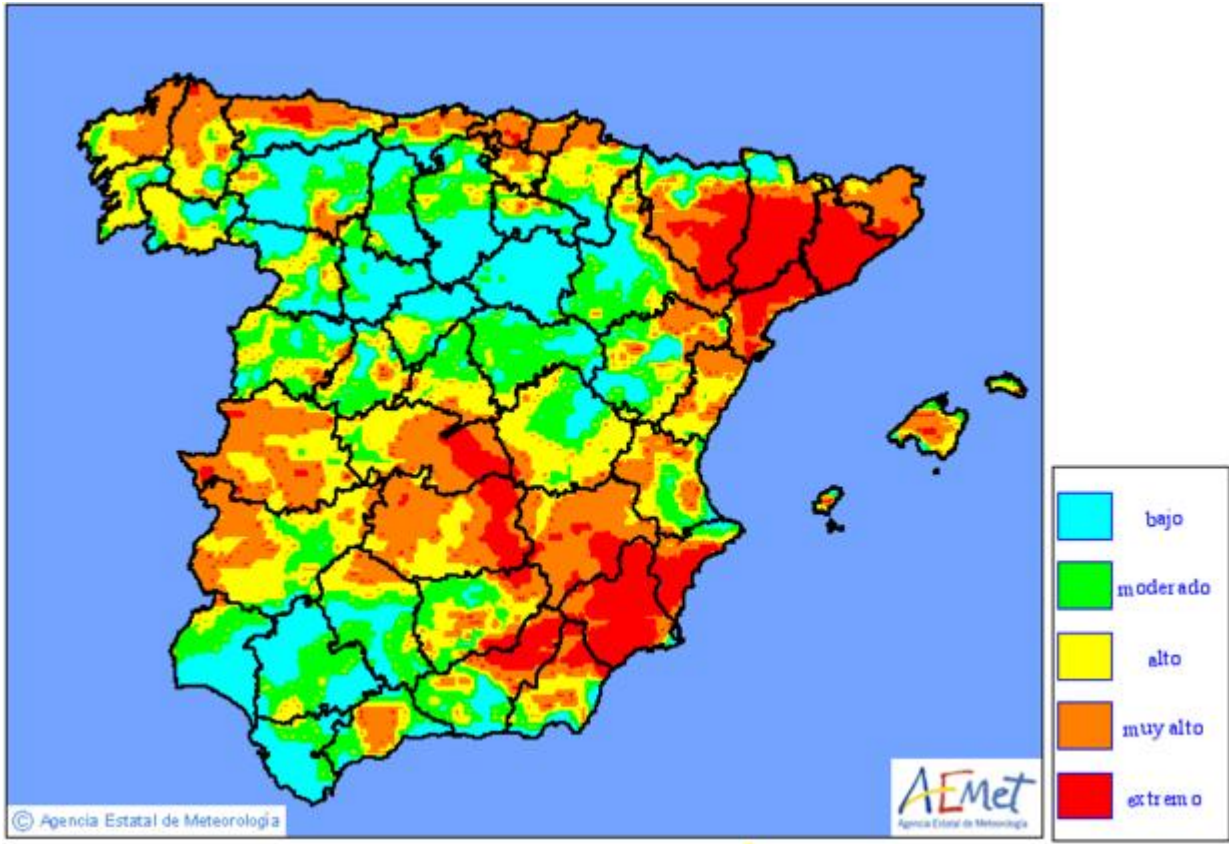 bajo
moderado
alto
muy alto
extremo
AEMet
Agencia Estatal de Meteorología
© Agencia Estatal de Meteorología